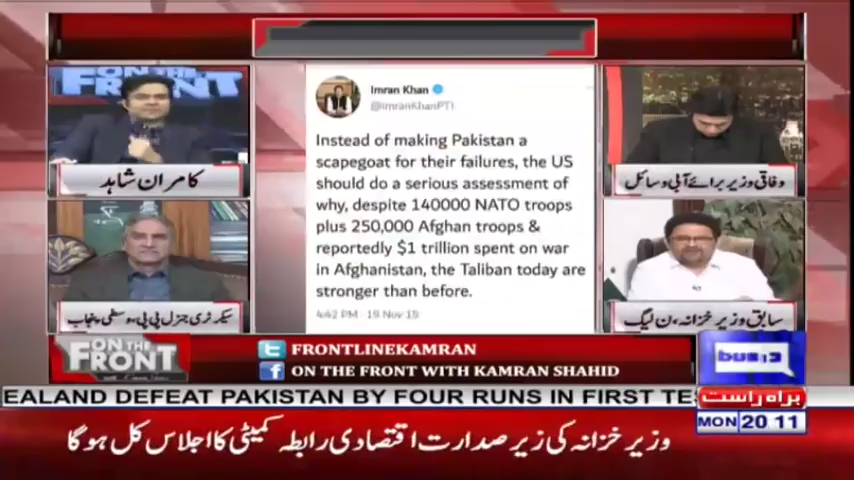 ON THE FRONT
کامران شاہد
سیکرٹری جنرل پی پی، وسطی پنجاب
Imran Khan
@ImranKhanPTI
Instead of making Pakistan a
scapegoat for their failures, the US
should do a serious assessment of
why, despite 140000 NATO troops
plus 250,000 Afghan troops &
reportedly $1 trillion spent on war
in Afghanistan, the Taliban today are
stronger than before.
4:42 PM · 19 Nov 18
وفاقی وزیر برائے آبی وسائل
سابق وزیر خزانہ، ن لیگ
ON THE FRONT
FRONTLINEKAMRAN
ON THE FRONT WITH KAMRAN SHAHID
براہ راست
MON 20 11
EALAND DEFEAT PAKISTAN BY FOUR RUNS IN FIRST TES
وزیر خزانہ کی زیر صدارت اقتصادی رابطہ کمیٹی کا اجلاس کل ہوگا